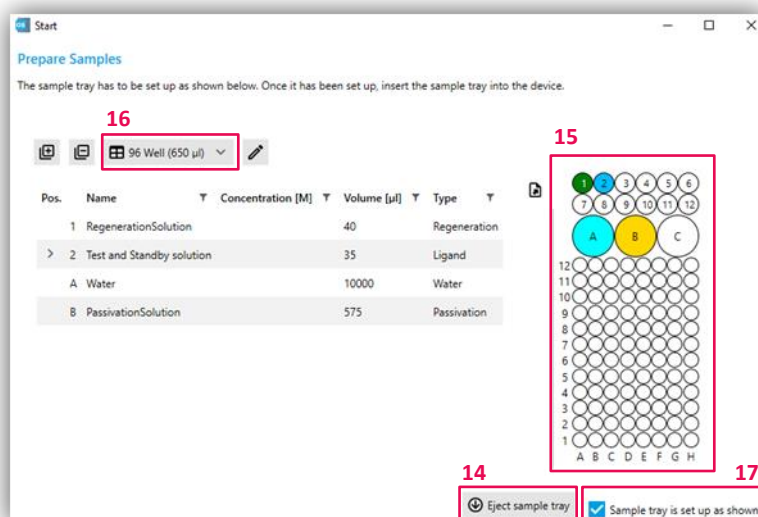 Start
Prepare Samples
The sample tray has to be set up as shown below. Once it has been set up, insert the sample tray into the device.
16
15
96 Well (650 µl)
Pos. Name Concentration [M] Volume [µl] Type
1 RegenerationSolution 40 Regeneration
2 Test and Standby solution 35 Ligand
A Water 10000 Water
B PassivationSolution 575 Passivation
1 2 3 4 5 6
7 8 9 10 11 12
A B C
12
11
10
9
8
7
6
5
4
3
2
1
A B C D E F G H
14
17
Eject sample tray
Sample tray is set up as shown